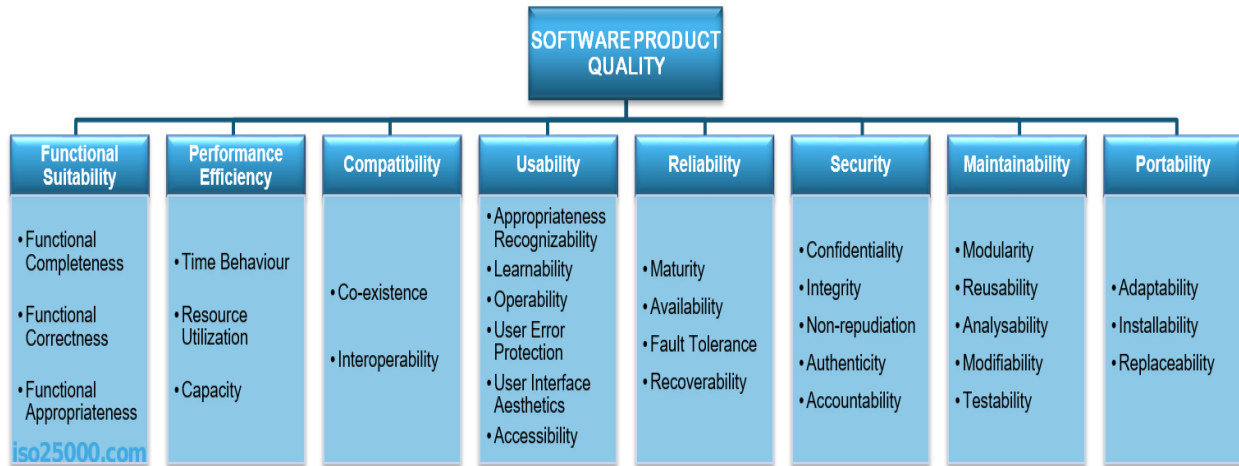 SOFTWARE PRODUCT
QUALITY
Functional
Suitability
• Functional
Completeness
• Functional
Correctness
• Functional
Appropriateness
Performance
Efficiency
• Time Behaviour
• Resource
Utilization
• Capacity
Compatibility
• Co-existence
• Interoperability
Usability
• Appropriateness
Recognizability
• Learnability
• Operability
• User Error
Protection
• User Interface
Aesthetics
• Accessibility
Reliability
• Maturity
• Availability
• Fault Tolerance
• Recoverability
Security
• Confidentiality
• Integrity
• Non-repudiation
• Authenticity
• Accountability
Maintainability
• Modularity
• Reusability
• Analysability
• Modifiability
• Testability
Portability
• Adaptability
• Installability
• Replaceability
iso25000.com